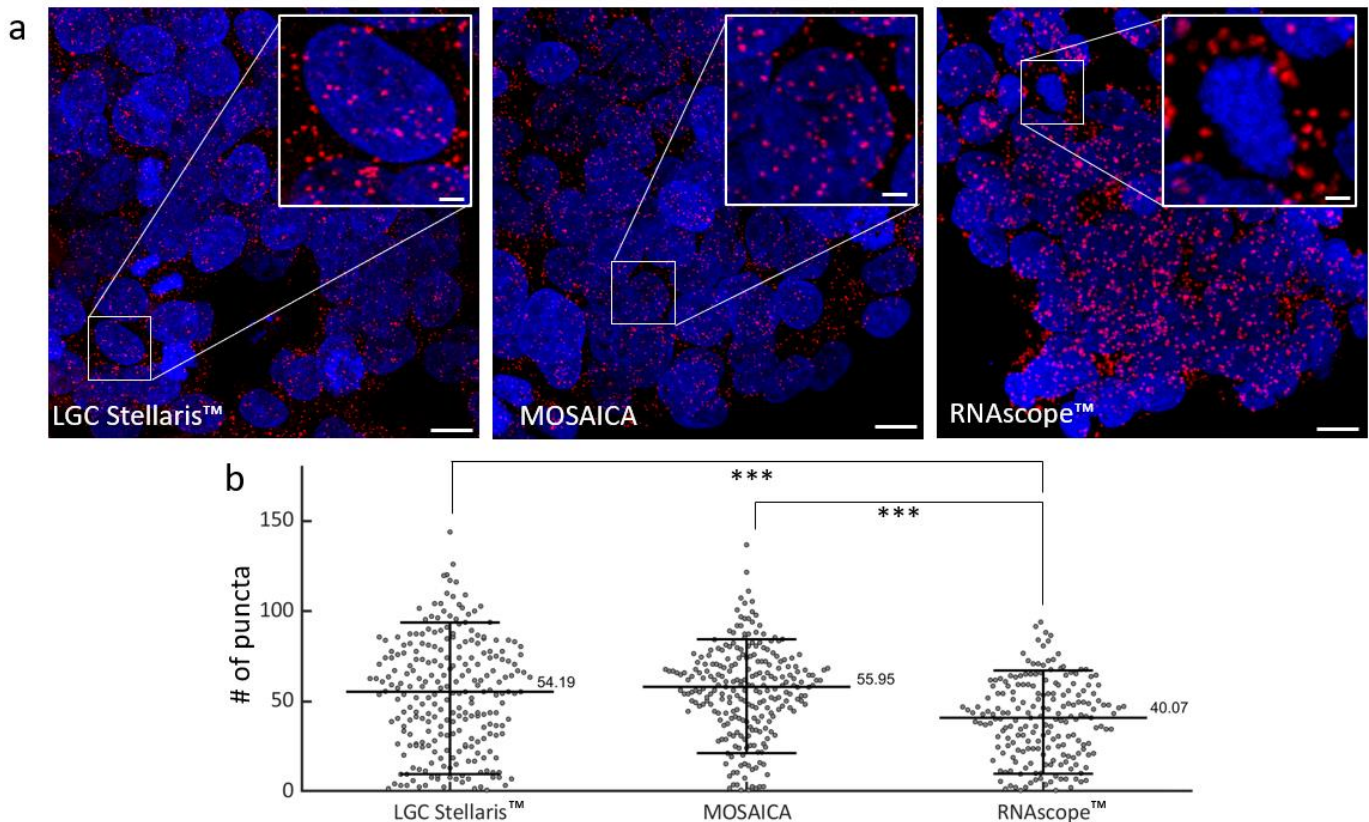 a
LGC Stellaris™
MOSAICA
RNAscope™
b
***
***
# of puncta
150
100
50
0
54.19
55.95
40.07
LGC Stellaris™
MOSAICA
RNAscope™